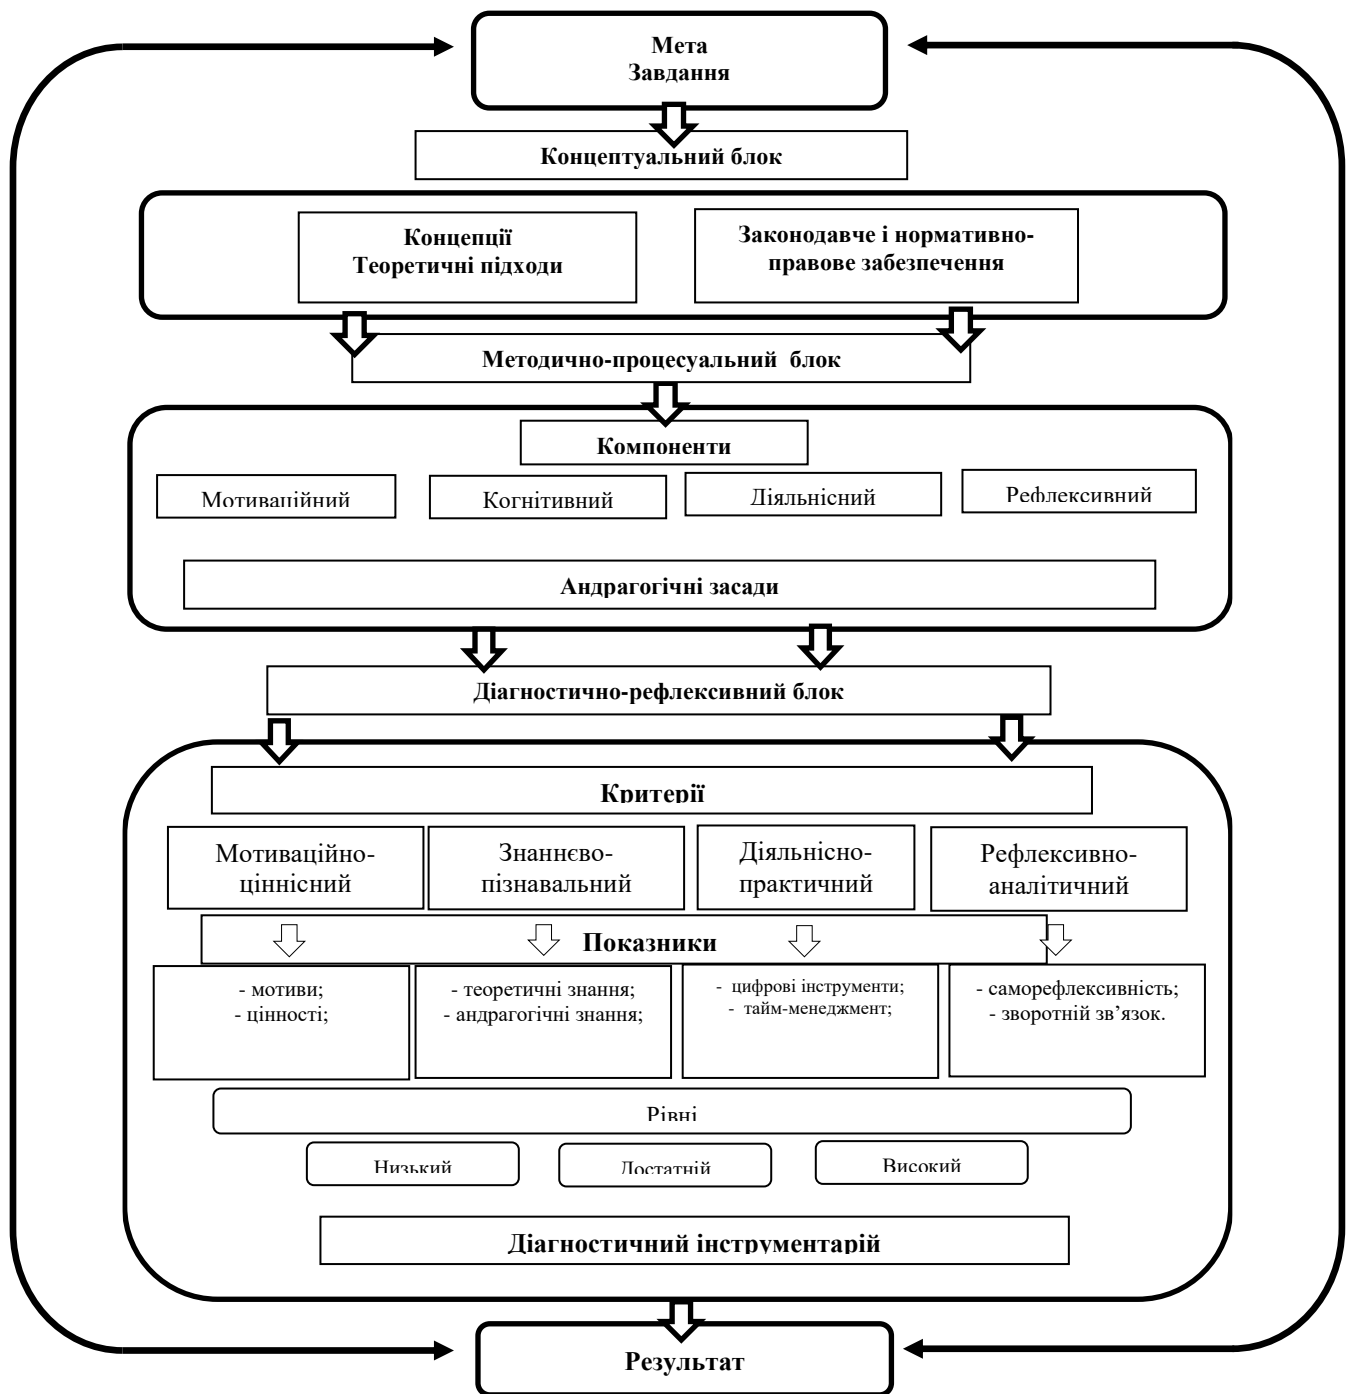 Мета
Завдання
Концептуальний блок
Концепції
Теоретичні підходи
Законодавче і нормативно-
правове забезпечення
Методично-процесуальний блок
Компоненти
Мотиваційний
Когнітивний
Діяльнісний
Рефлексивний
Андрагогічні засади
Діагностично-рефлексивний блок
Критерії
Мотиваційно-
ціннісний
Знаннєво-
пізнавальний
Діяльнісно-
практичний
Рефлексивно-
аналітичний
Показники
- мотиви;
- цінності;
- теоретичні знання;
- андрагогічні знання;
- цифрові інструменти;
- тайм-менеджмент;
- саморефлексивність;
- зворотній зв’язок.
Рівні
Низький
Достатній
Високий
Діагностичний інструментарій
Результат